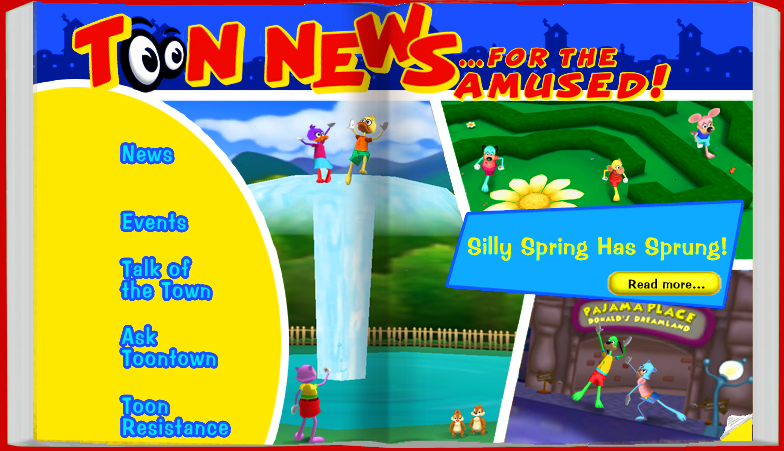 TOON NEWS
...FOR THE
AMUSED!
News
Events
Talk of
the Town
Ask
Toontown
Toon
Resistance
Silly Spring Has Sprung!
Read more...
PAJAMA PLACE
DONALD'S DREAMLAND